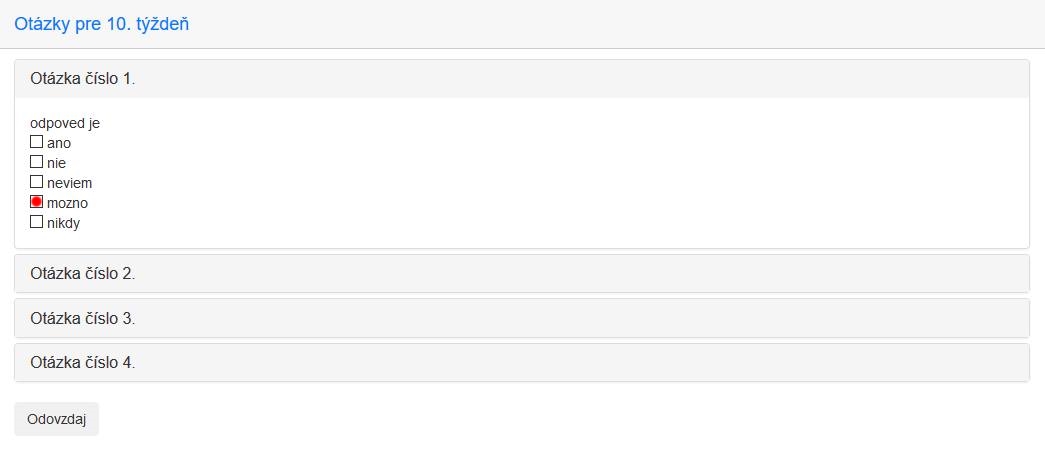 Otázky pre 10. týždeň
Otázka číslo 1.
odpoved je
ano
nie
neviem
mozno
nikdy
Otázka číslo 2.
Otázka číslo 3.
Otázka číslo 4.
Odovzdaj